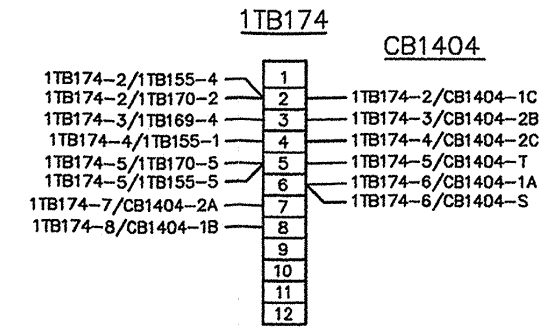 1TB174
CB1404
1
1TB174-2/1TB155-4
1TB174-2/1TB170-2
2
1TB174-2/CB1404-1C
1TB174-3/1TB169-4
3
1TB174-3/CB1404-2B
1TB174-4/1TB155-1
4
1TB174-4/CB1404-2C
1TB174-5/1TB170-5
5
1TB174-5/CB1404-T
1TB174-5/1TB155-5
6
1TB174-6/CB1404-1A
1TB174-7/CB1404-2A
7
1TB174-6/CB1404-S
1TB174-8/CB1404-1B
8
9
10
11
12